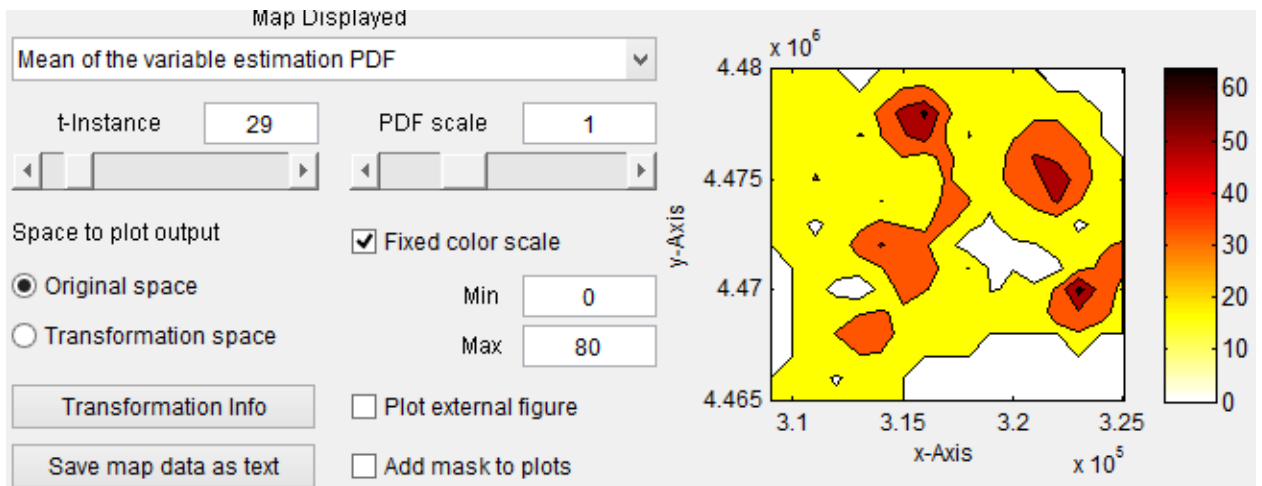 Map Displayed
Mean of the variable estimation PDF
t-Instance 29 PDF scale 1
Space to plot output
Fixed color scale
Original space
Min 0
Transformation space
Max 80
Transformation Info
Plot external figure
Save map data as text
Add mask to plots
x 10^6
4.48
4.475
4.47
4.465
y-Axis
3.1 3.15 3.2 3.25
x-Axis
x 10^5
60
50
40
30
20
10
0